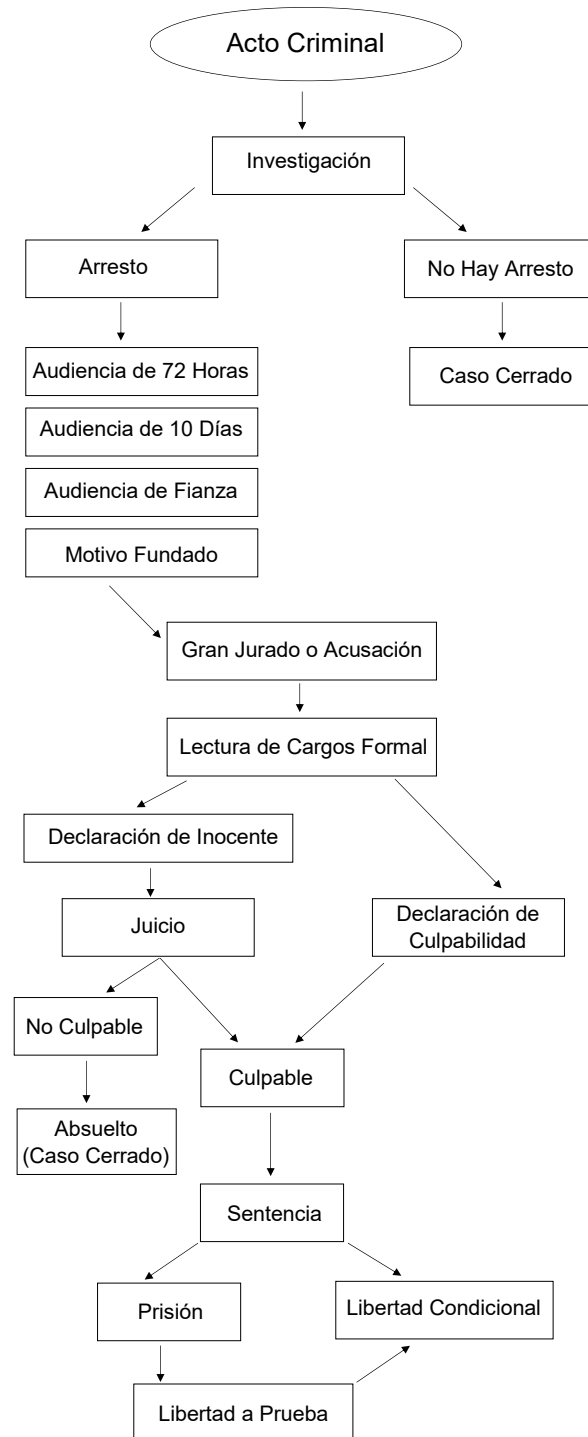 Acto Criminal
Investigación
Arresto
No Hay Arresto
Audiencia de 72 Horas
Caso Cerrado
Audiencia de 10 Días
Audiencia de Fianza
Motivo Fundado
Gran Jurado o Acusación
Lectura de Cargos Formal
Declaración de Inocente
Juicio
Declaración de
Culpabilidad
No Culpable
Culpable
Absuelto
(Caso Cerrado)
Sentencia
Prisión
Libertad Condicional
Libertad a Prueba